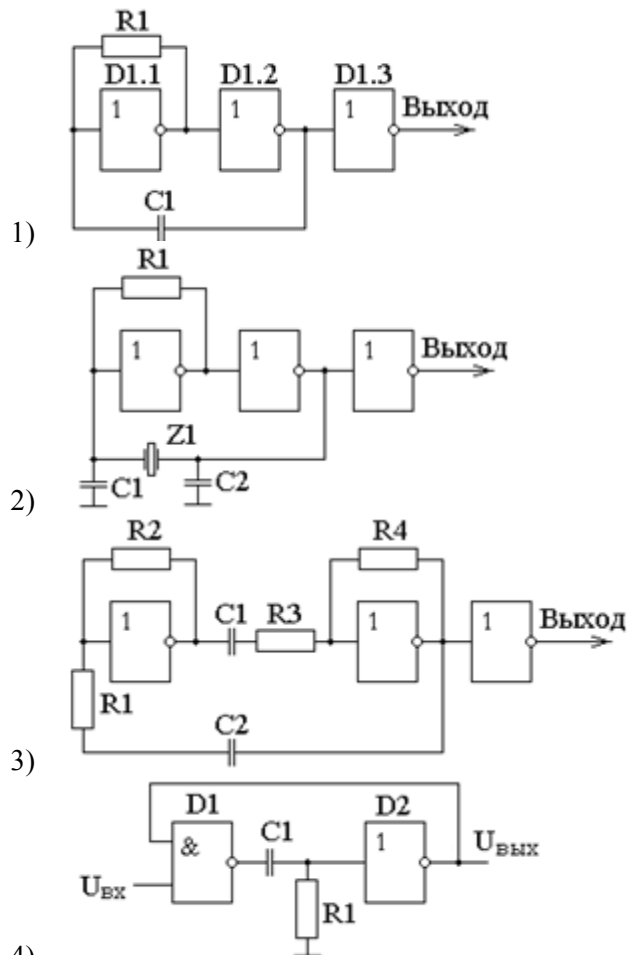 R1
D1.1 D1.2 D1.3
1 1 1 Выход
C1
1)
R1
1 1 1 Выход
Z1
C1 C2
2)
R2 R4
1 C1 R3 1 1 Выход
R1
C2
3)
D1 D2
& C1 1 Uвых
Uвх
R1
4)